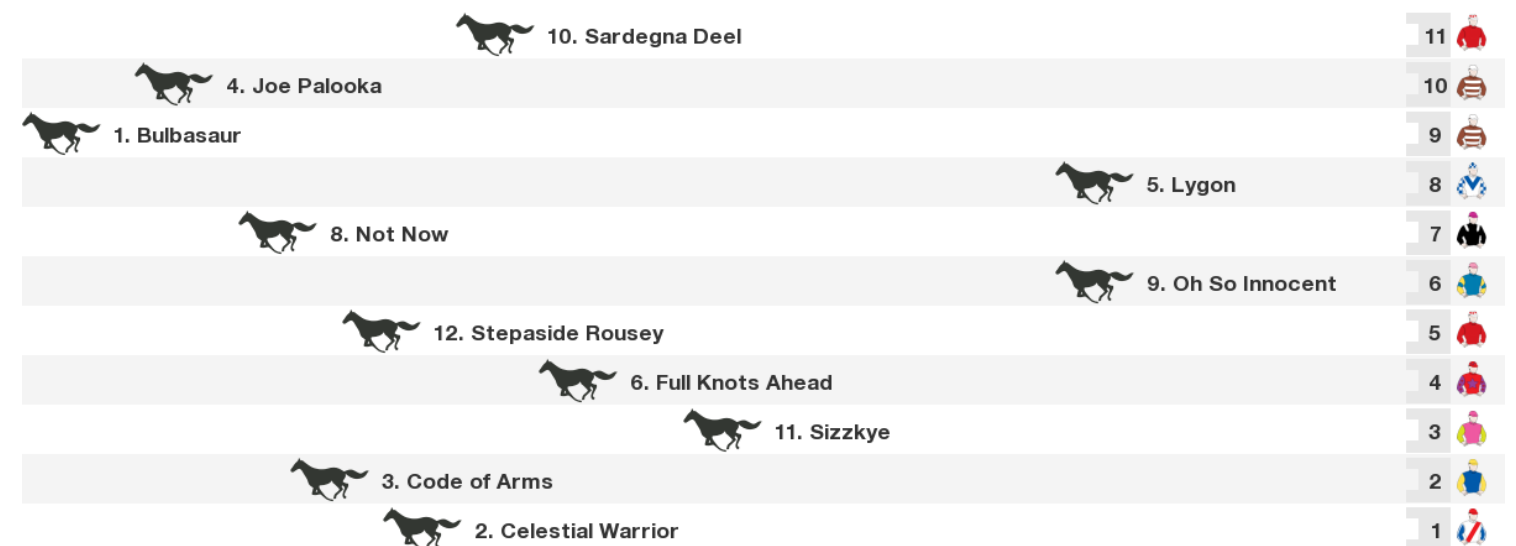 10. Sardegna Deel 11
4. Joe Palooka 10
1. Bulbasaur 9
5. Lygon 8
8. Not Now 7
9. Oh So Innocent 6
12. Stepaside Rousey 5
6. Full Knots Ahead 4
11. Sizzkye 3
3. Code of Arms 2
2. Celestial Warrior 1